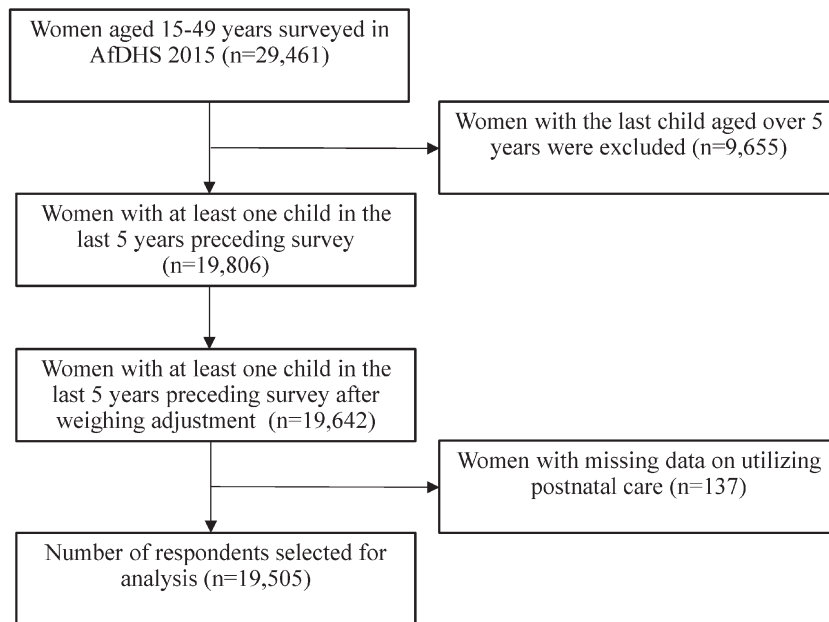 Women aged 15-49 years surveyed in
AfDHS 2015 (n=29,461)
Women with the last child aged over 5
years were excluded (n=9,655)
Women with at least one child in the
last 5 years preceding survey
(n=19,806)
Women with at least one child in the
last 5 years preceding survey after
weighing adjustment (n=19,642)
Women with missing data on utilizing
postnatal care (n=137)
Number of respondents selected for
analysis (n=19,505)